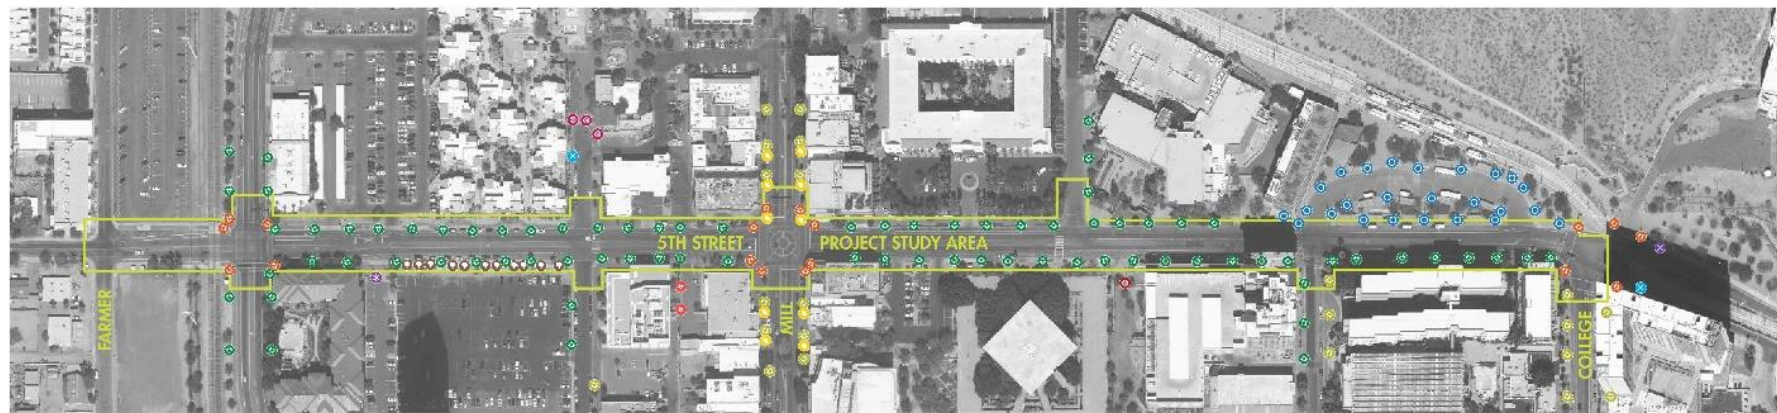 5TH STREET
PROJECT STUDY AREA
FARMER
MILL
COLLEGE